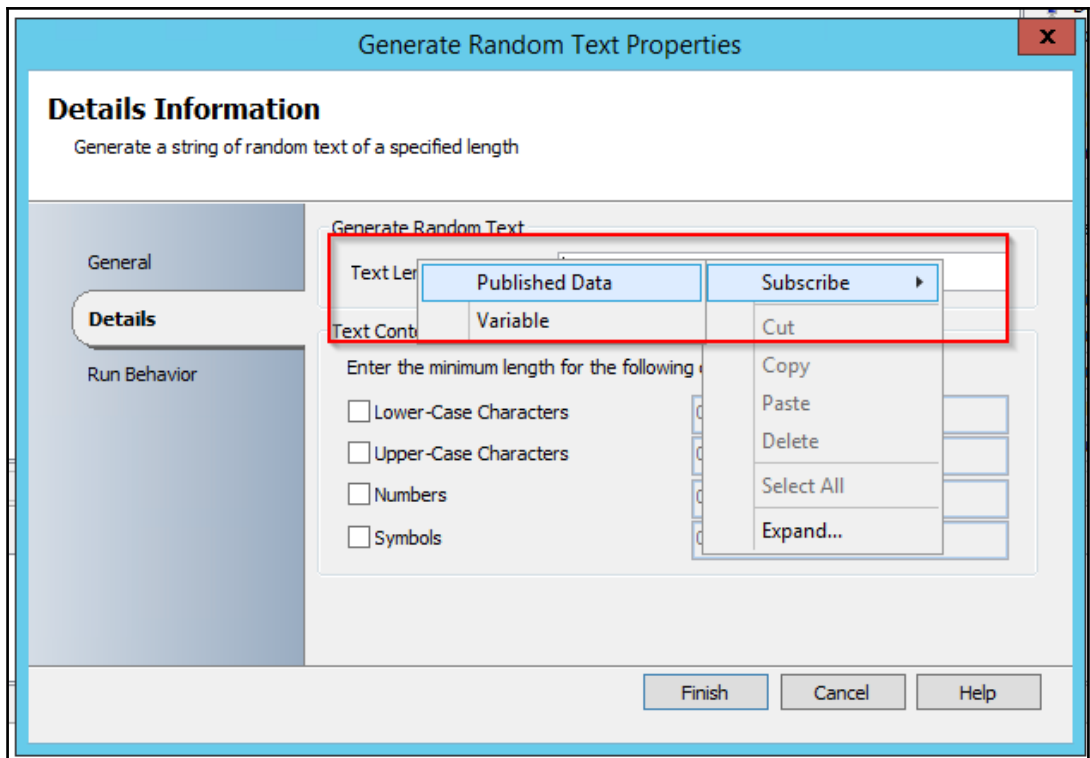 Generate Random Text Properties
x
Details Information
Generate a string of random text of a specified length
General
Details
Run Behavior
Generate Random Text
Text Len
Published Data
Variable
Subscribe
Cut
Copy
Paste
Delete
Select All
Expand...
Text Cont
Enter the minimum length for the following
Lower-Case Characters
Upper-Case Characters
Numbers
Symbols
Finish Cancel Help